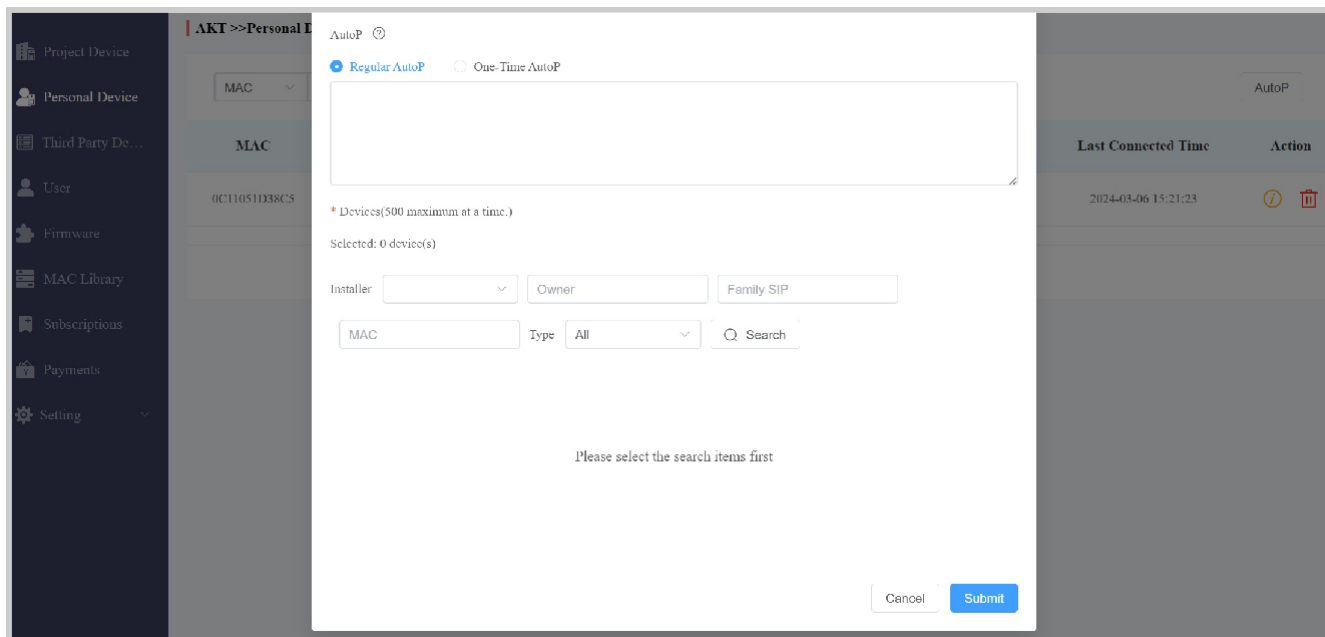 Project Device
Personal Device
Third Party De...
User
Firmware
MAC Library
Subscriptions
Payments
Setting
AKT >>Personal D
MAC
AutoP
MAC
Last Connected Time
Action
0C11051D38C5
2024-03-06 15:21:23
AutoP
Regular AutoP
One-Time AutoP
* Devices(500 maximum at a time.)
Selected: 0 device(s)
Installer
Owner
Family SIP
MAC
Type
All
Search
Please select the search items first
Cancel
Submit